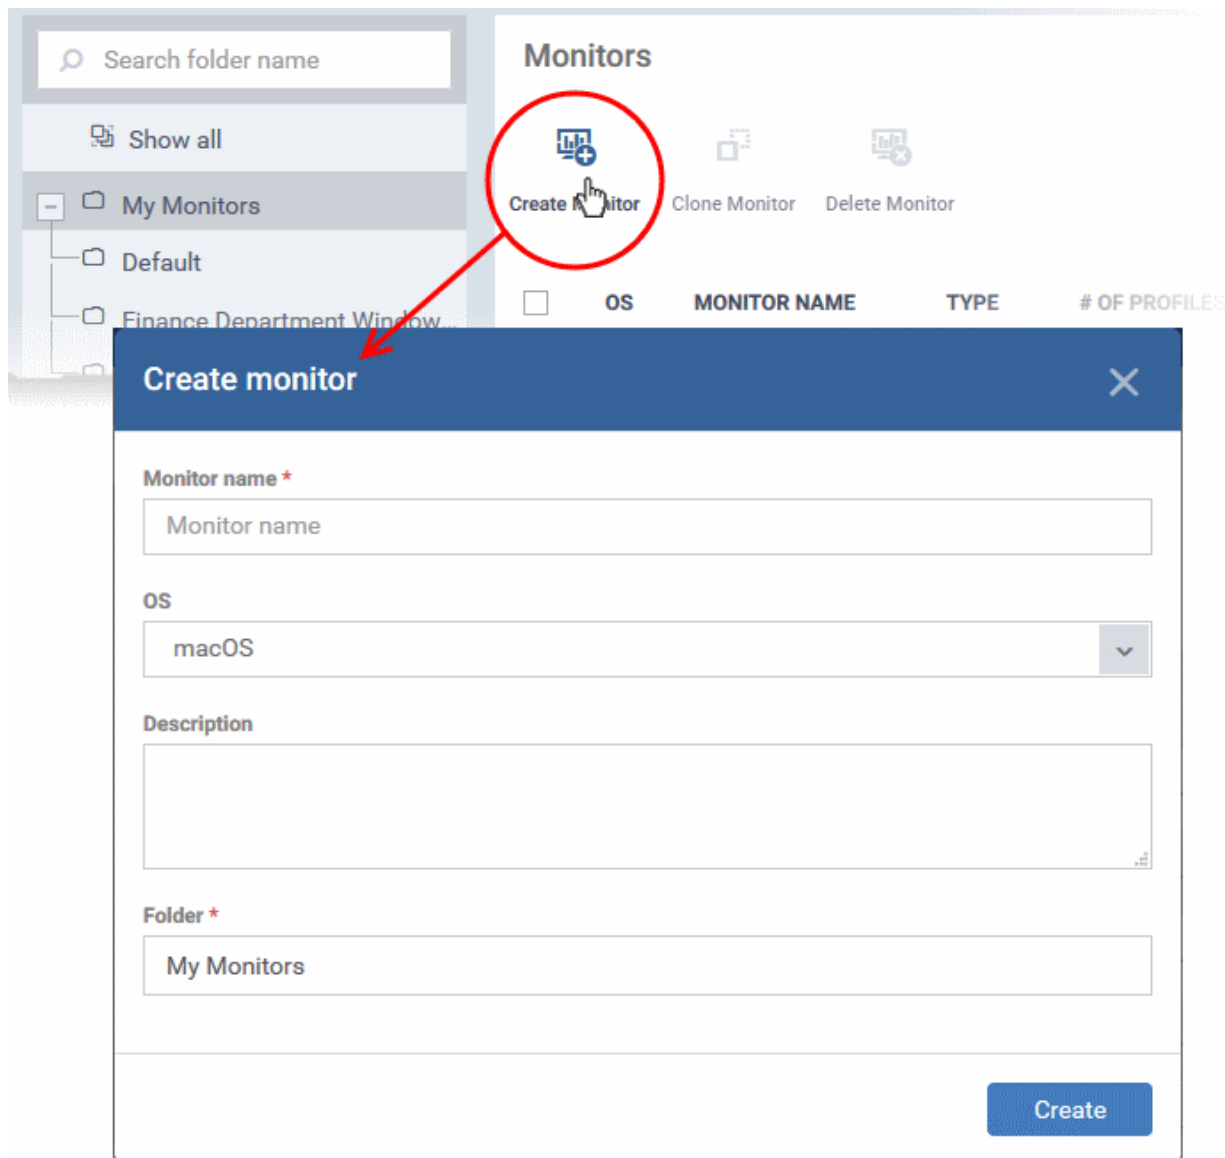 Search folder name
Show all
My Monitors
Default
Finance Department Window...
Monitors
Create Monitor
Clone Monitor
Delete Monitor
OS MONITOR NAME TYPE # OF PROFILES
Create monitor
Monitor name *
Monitor name
OS
macOS
Description
Folder *
My Monitors
Create